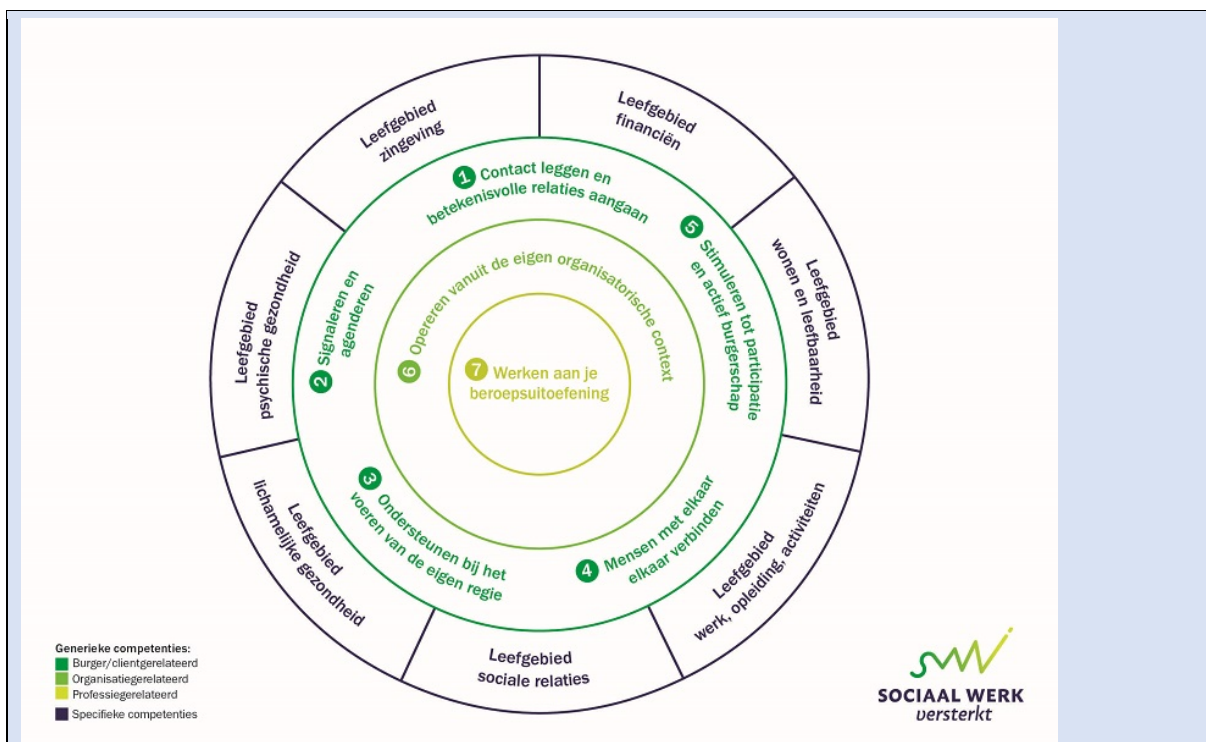 Leefgebied
zingeving
Leefgebied
financiën
1 Contact leggen en
betekenisvolle relaties aangaan
5 Stimuleren tot participatie
en actief burgerschap
Leefgebied
wonen en leefbaarheid
Leefgebied
psychische gezondheid
2 Signaleren en
agenderen
6 Opereren vanuit de eigen organisatorische context
7 Werken aan je
beroepsuitoefening
3 Ondersteunen bij het
voeren van de eigen regie
4 Mensen met elkaar
elkaar verbinden
Leefgebied
lichamelijke gezondheid
Leefgebied
sociale relaties
Leefgebied
werk, opleiding, activiteiten
Generieke competenties:
Burger/clientgerelateerd
Organisatiegerelateerd
Professiegerelateerd
Specifieke competenties
SOCIAAL WERK
versterkt